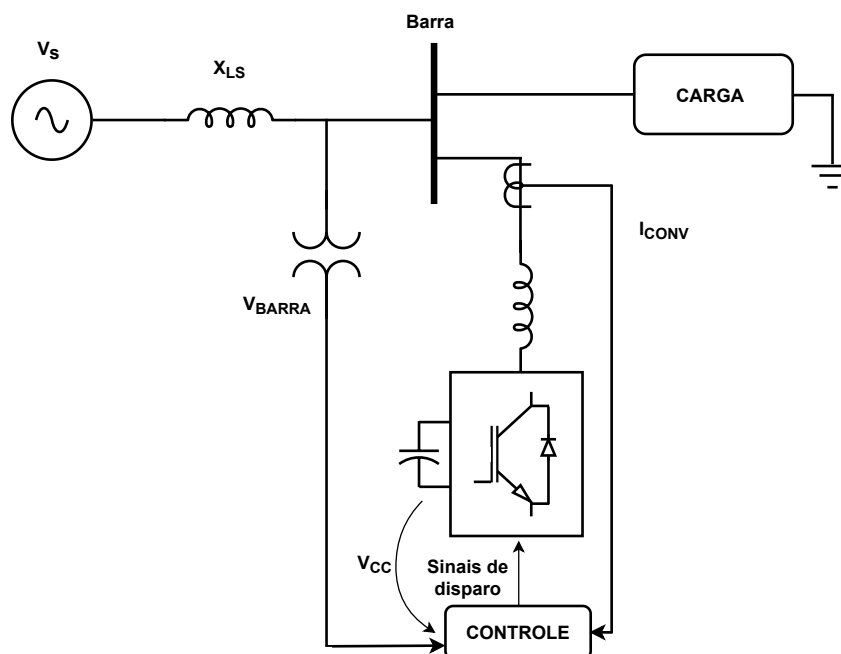 Barra
VS
XLS
CARGA
ICONV
VBARRA
VCC
Sinais de
disparo
CONTROLE